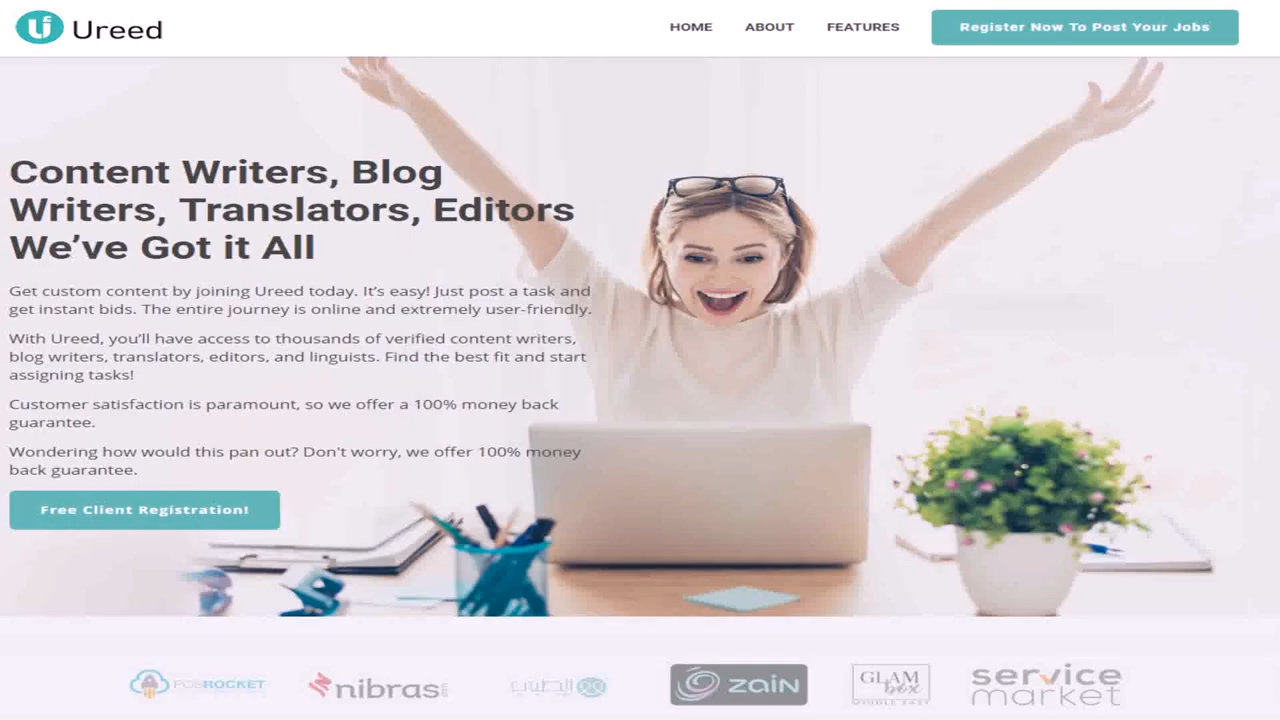 Ureed
HOME ABOUT FEATURES Register Now To Post Your Jobs
Content Writers, Blog
Writers, Translators, Editors
We’ve Got it All
Get custom content by joining Ureed today. It’s easy! Just post a task and
get instant bids. The entire journey is online and extremely user-friendly.
With Ureed, you’ll have access to thousands of verified content writers,
blog writers, translators, editors, and linguists. Find the best fit and start
assigning tasks!
Customer satisfaction is paramount, so we offer a 100% money back
guarantee.
Wondering how would this pan out? Don't worry, we offer 100% money
back guarantee.
Free Client Registration!
POSROCKET
nibras
الطبي
zain
GLAM
box
MIDDLE EAST
service
market